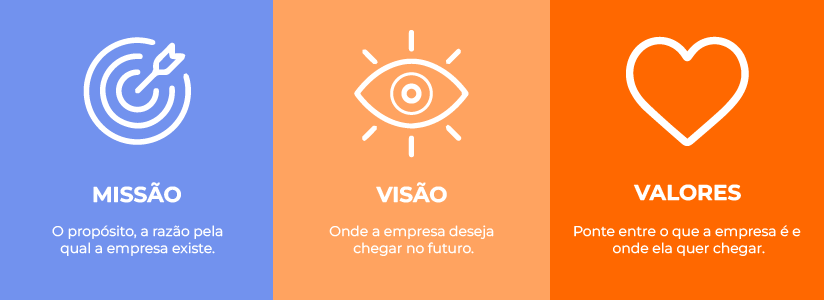 MISSÃO
O propósito, a razão pela
qual a empresa existe.
VISÃO
Onde a empresa deseja
chegar no futuro.
VALORES
Ponte entre o que a empresa é e
onde ela quer chegar.